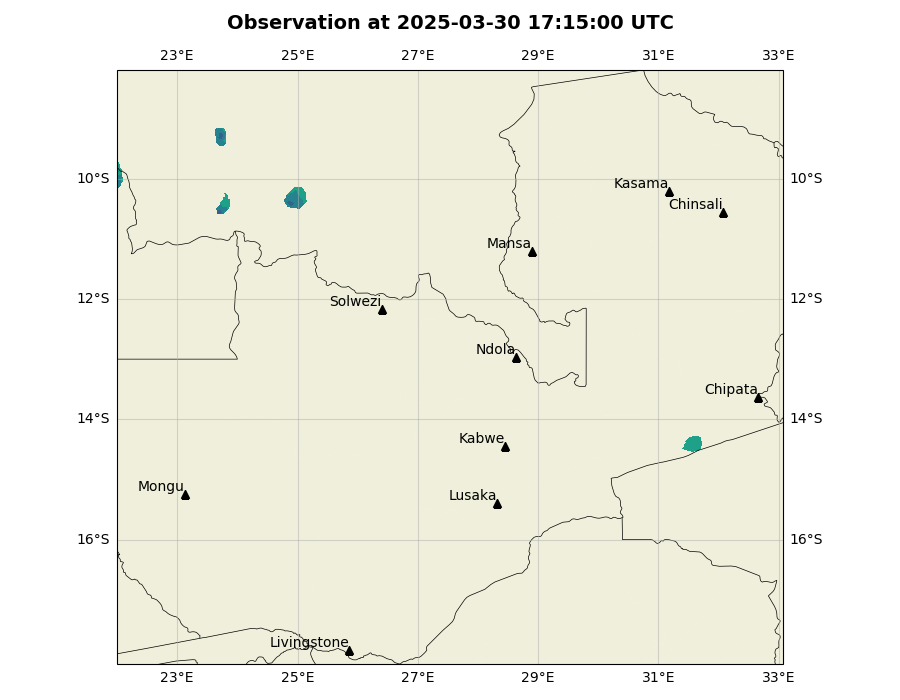 Observation at 2025-03-30 17:15:00 UTC
23°E 25°E 27°E 29°E 31°E 33°E
10°S 10°S
Kasama
Chinsali
Mansa
12°S 12°S
Solwezi
Ndola
Chipata
14°S 14°S
Kabwe
Mongu
Lusaka
16°S 16°S
Livingstone
23°E 25°E 27°E 29°E 31°E 33°E